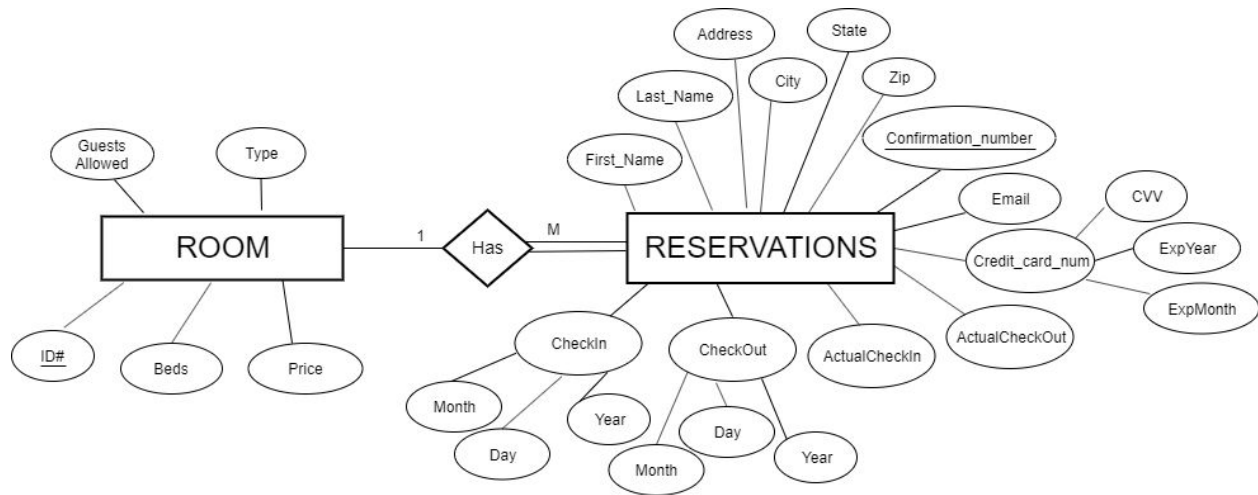 Address
State
City
Zip
Last_Name
Confirmation_number
First_Name
Guests
Allowed
Type
Email
CVV
ROOM
1
Has
M
RESERVATIONS
Credit_card_num
ExpYear
ExpMonth
ID#
Beds
Price
CheckIn
CheckOut
ActualCheckIn
ActualCheckOut
Month
Day
Year
Month
Day
Year